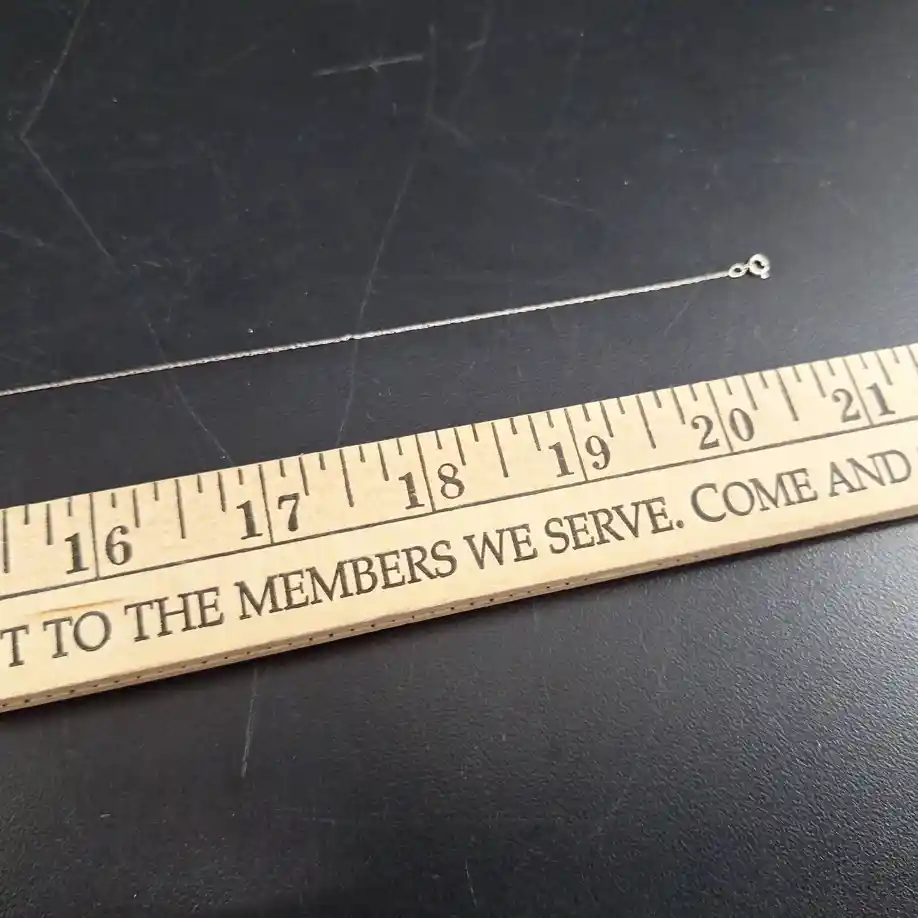 16 17 18 19 20 21
T TO THE MEMBERS WE SERVE. COME AND